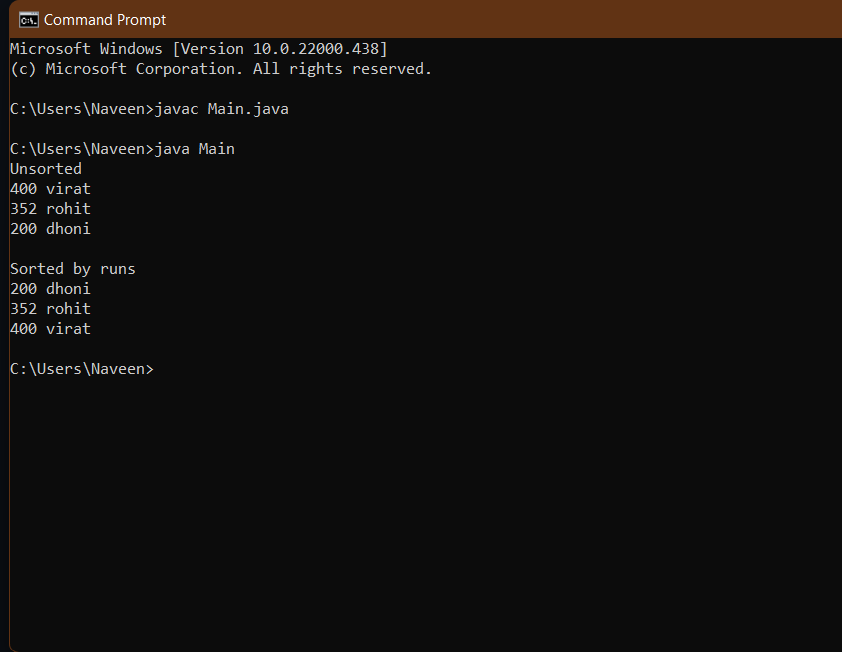 Command Prompt
Microsoft Windows [Version 10.0.22000.438]
(c) Microsoft Corporation. All rights reserved.
C:\Users\Naveen>javac Main.java
C:\Users\Naveen>java Main
Unsorted
400 virat
352 rohit
200 dhoni
Sorted by runs
200 dhoni
352 rohit
400 virat
C:\Users\Naveen>